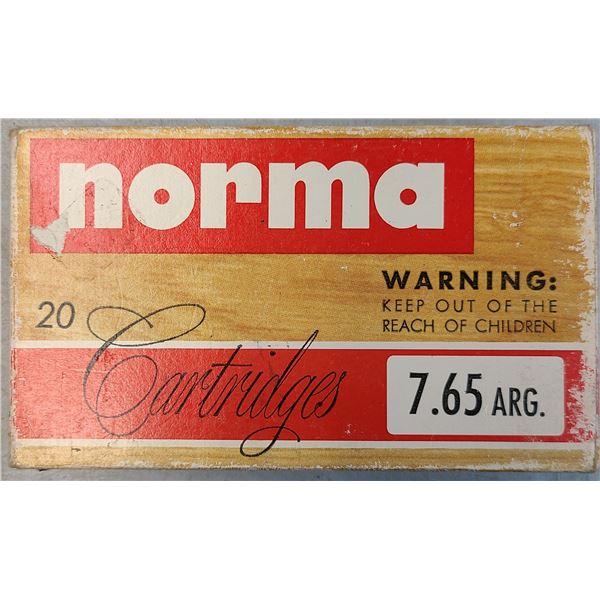 norma
WARNING:
KEEP OUT OF THE
REACH OF CHILDREN
20 Cartridges
7.65 ARG.